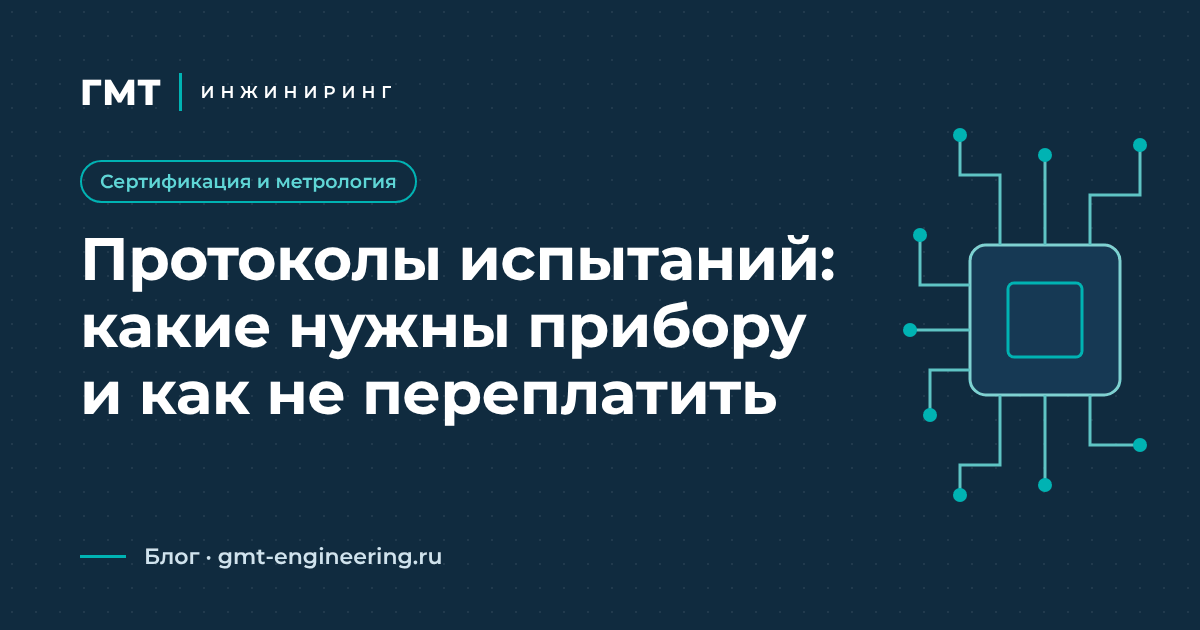 ГМТ | ИНЖИНИРИНГ
Сертификация и метрология
Протоколы испытаний:
какие нужны прибору
и как не переплатить
Блог · gmt-engineering.ru